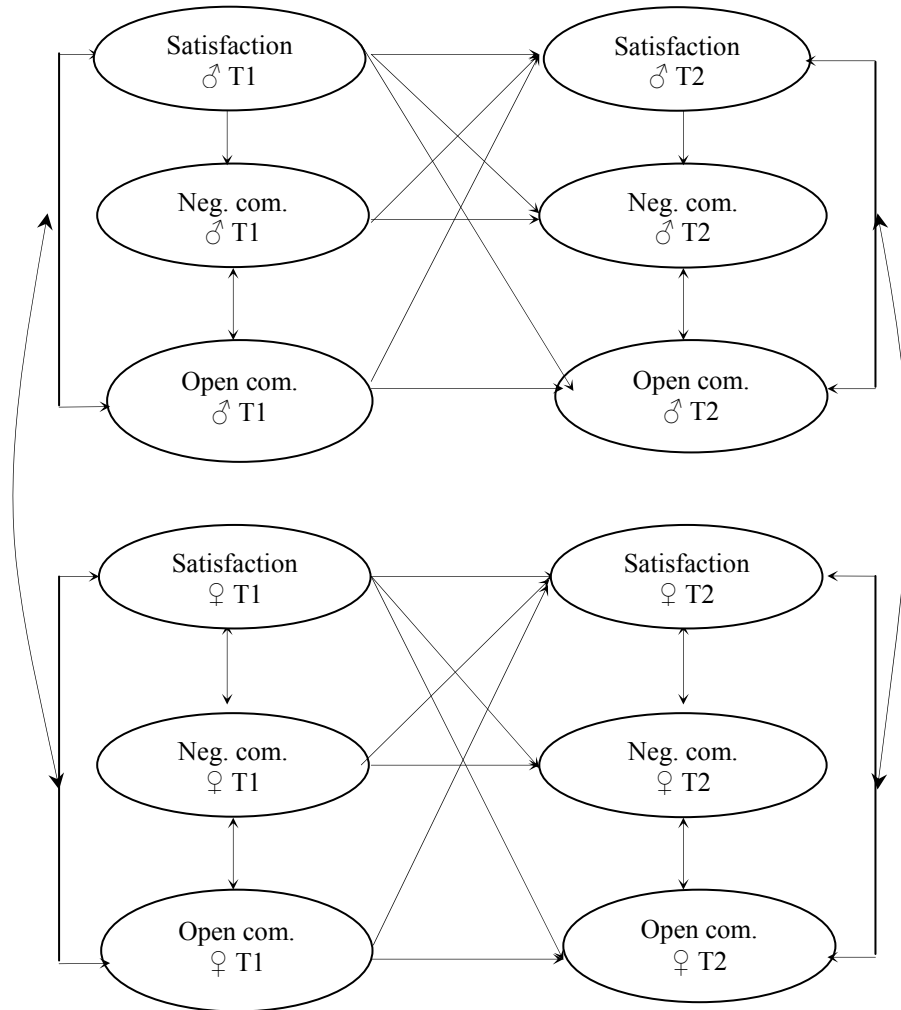 Satisfaction
♂ T1
Satisfaction
♂ T2
Neg. com.
♂ T1
Neg. com.
♂ T2
Open com.
♂ T1
Open com.
♂ T2
Satisfaction
♀ T1
Satisfaction
♀ T2
Neg. com.
♀ T1
Neg. com.
♀ T2
Open com.
♀ T1
Open com.
♀ T2